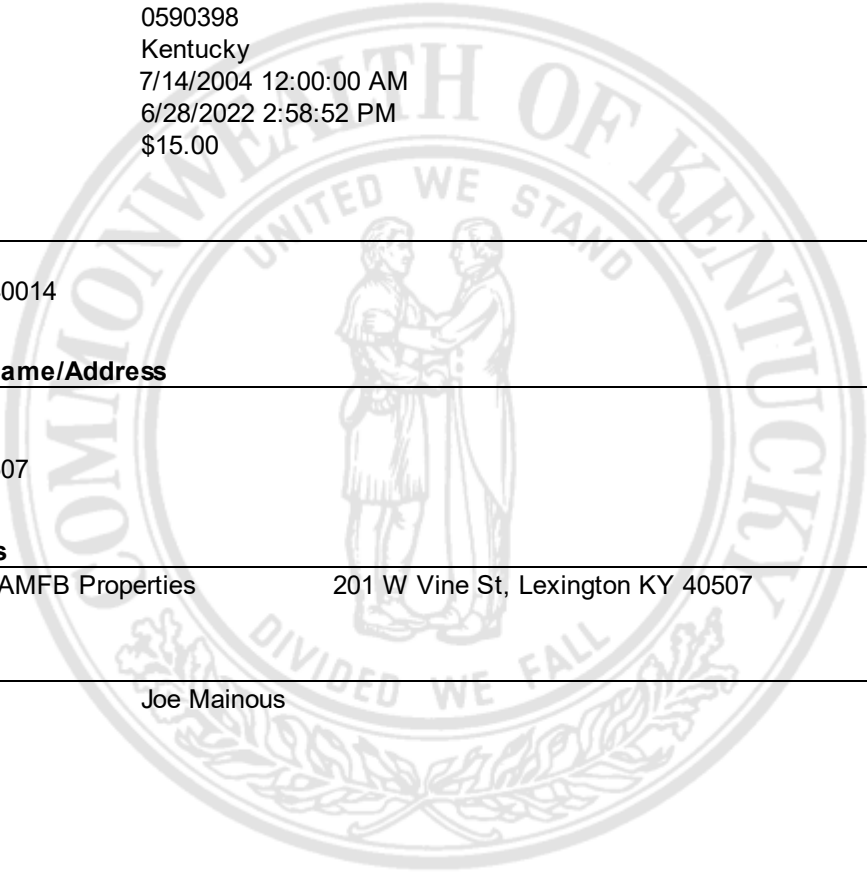 0590398
Kentucky
7/14/2004 12:00:00 AM
6/28/2022 2:58:52 PM
$15.00
COMMONWEALTH OF KENTUCKY
UNITED WE STAND
0014
ame/Address
07
s
AMFB Properties 201 W Vine St, Lexington KY 40507
DIVIDED WE FALL
Joe Mainous